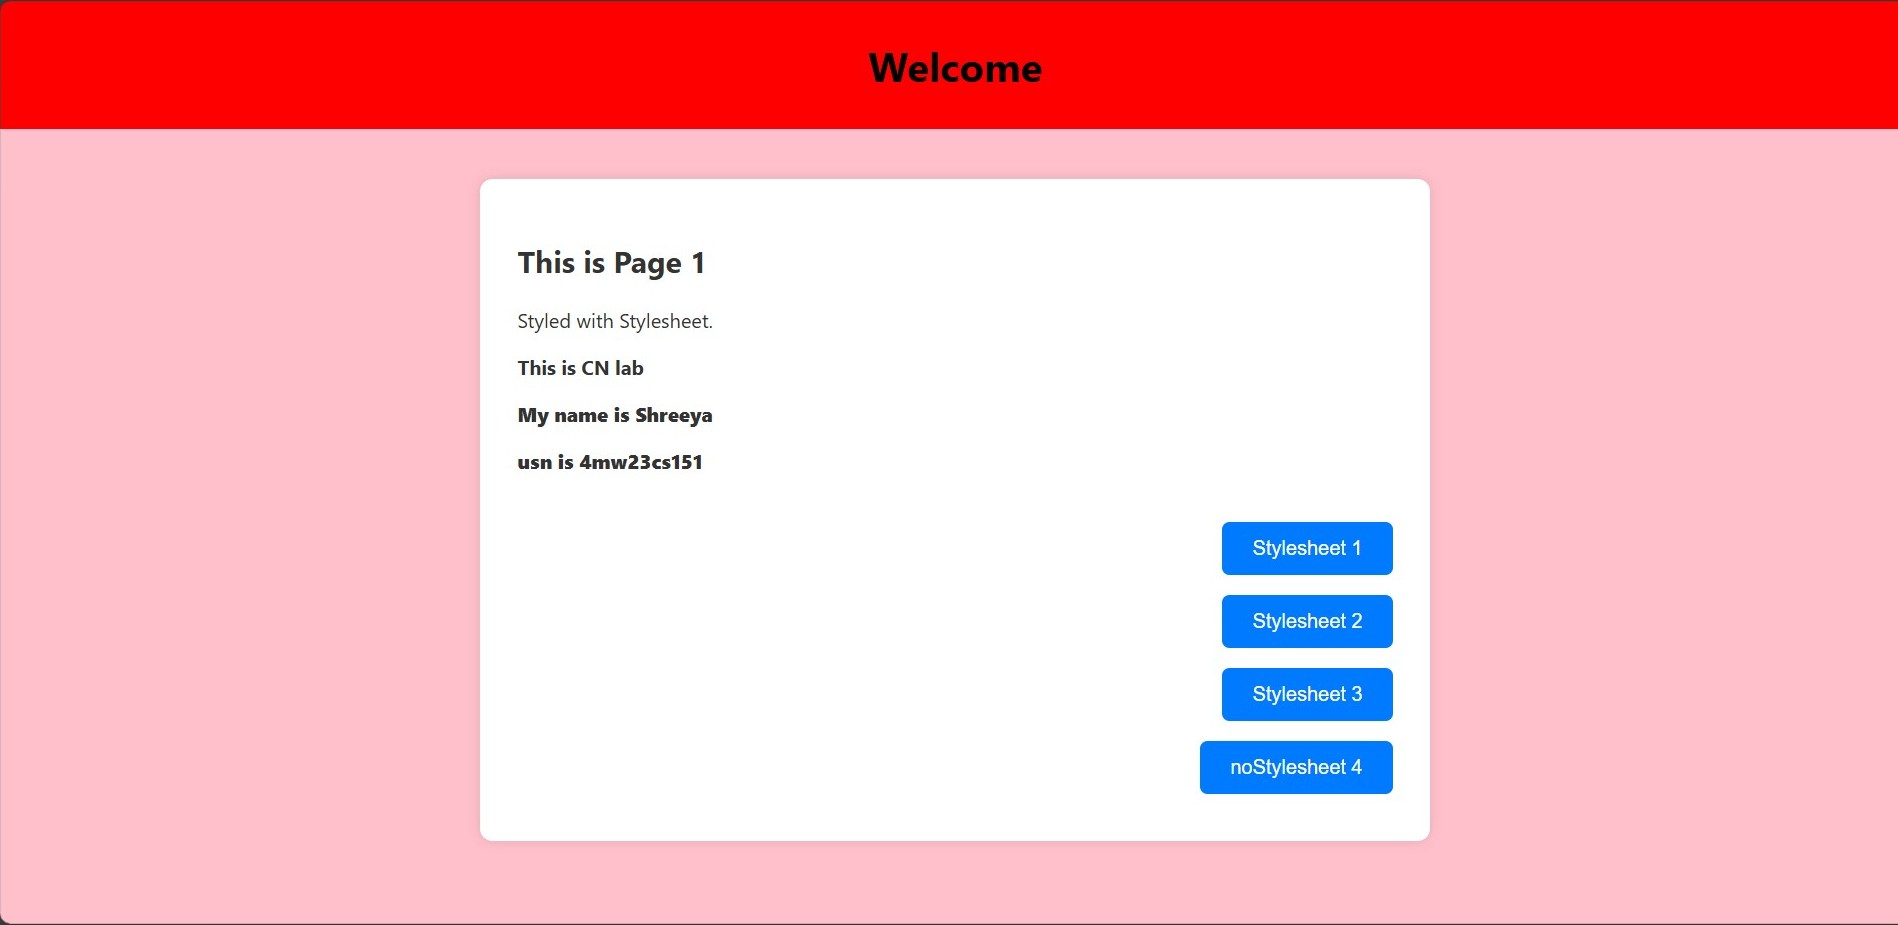 Welcome
This is Page 1
Styled with Stylesheet.
This is CN lab
My name is Shreeya
usn is 4mw23cs151
Stylesheet 1
Stylesheet 2
Stylesheet 3
noStylesheet 4